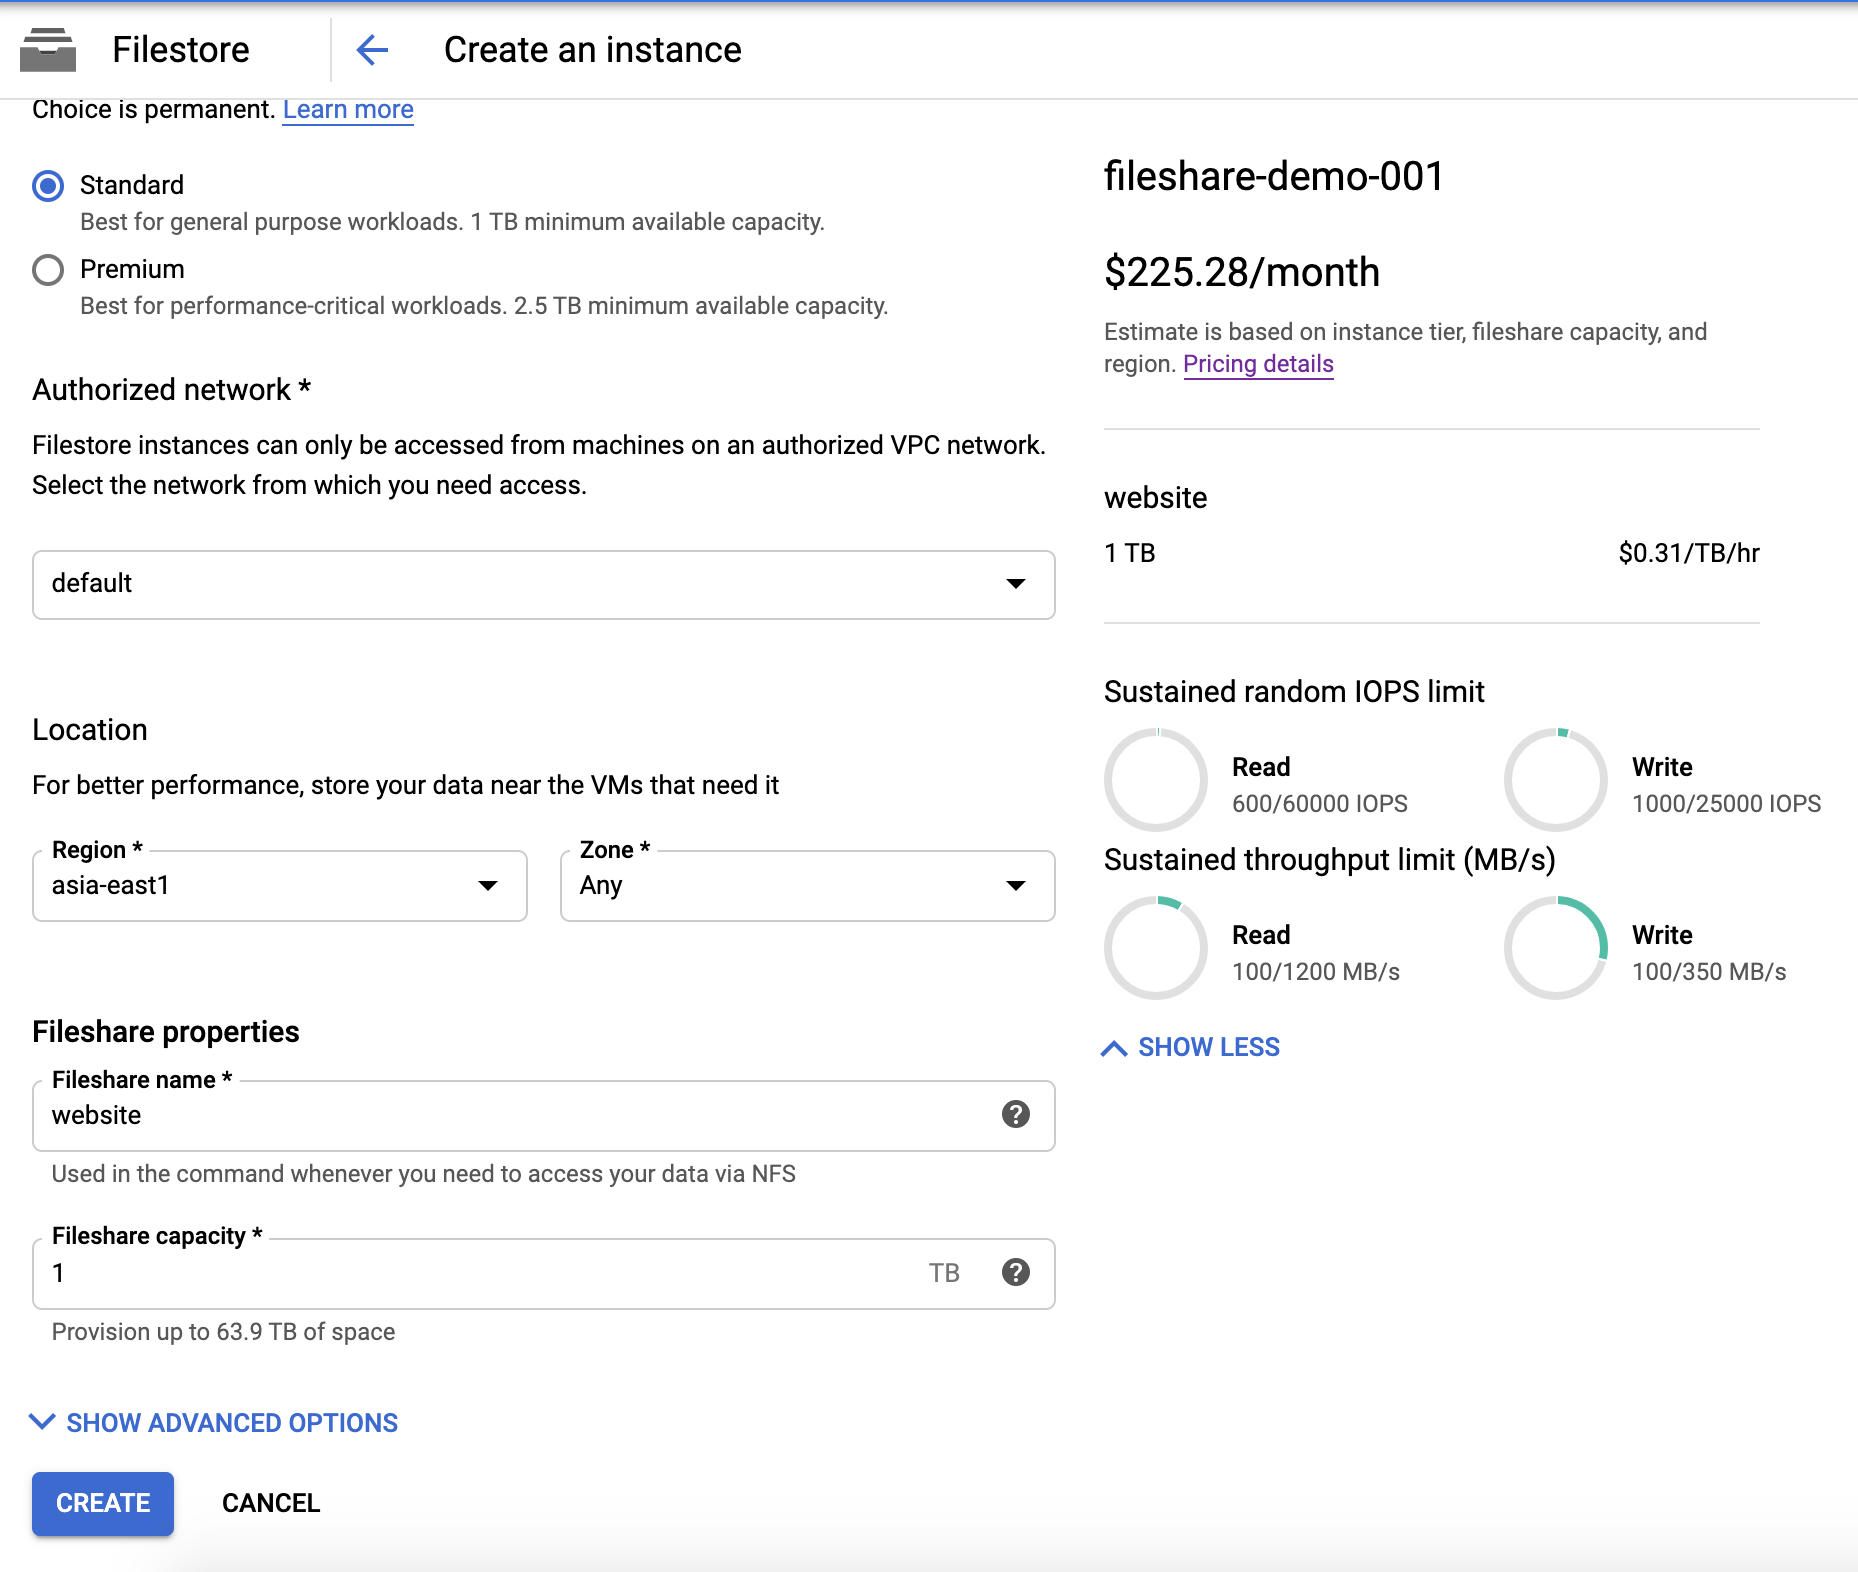 Filestore
Create an instance
Choice is permanent. Learn more
Standard
Best for general purpose workloads. 1 TB minimum available capacity.
Premium
Best for performance-critical workloads. 2.5 TB minimum available capacity.
Authorized network *
Filestore instances can only be accessed from machines on an authorized VPC network.
Select the network from which you need access.
default
Location
For better performance, store your data near the VMs that need it
Region *
asia-east1
Zone *
Any
Fileshare properties
Fileshare name *
website
?
Used in the command whenever you need to access your data via NFS
Fileshare capacity *
1
TB
?
Provision up to 63.9 TB of space
SHOW ADVANCED OPTIONS
CREATE
CANCEL
fileshare-demo-001
$225.28/month
Estimate is based on instance tier, fileshare capacity, and
region. Pricing details
website
1 TB
$0.31/TB/hr
Sustained random IOPS limit
Read
600/60000 IOPS
Write
1000/25000 IOPS
Sustained throughput limit (MB/s)
Read
100/1200 MB/s
Write
100/350 MB/s
SHOW LESS